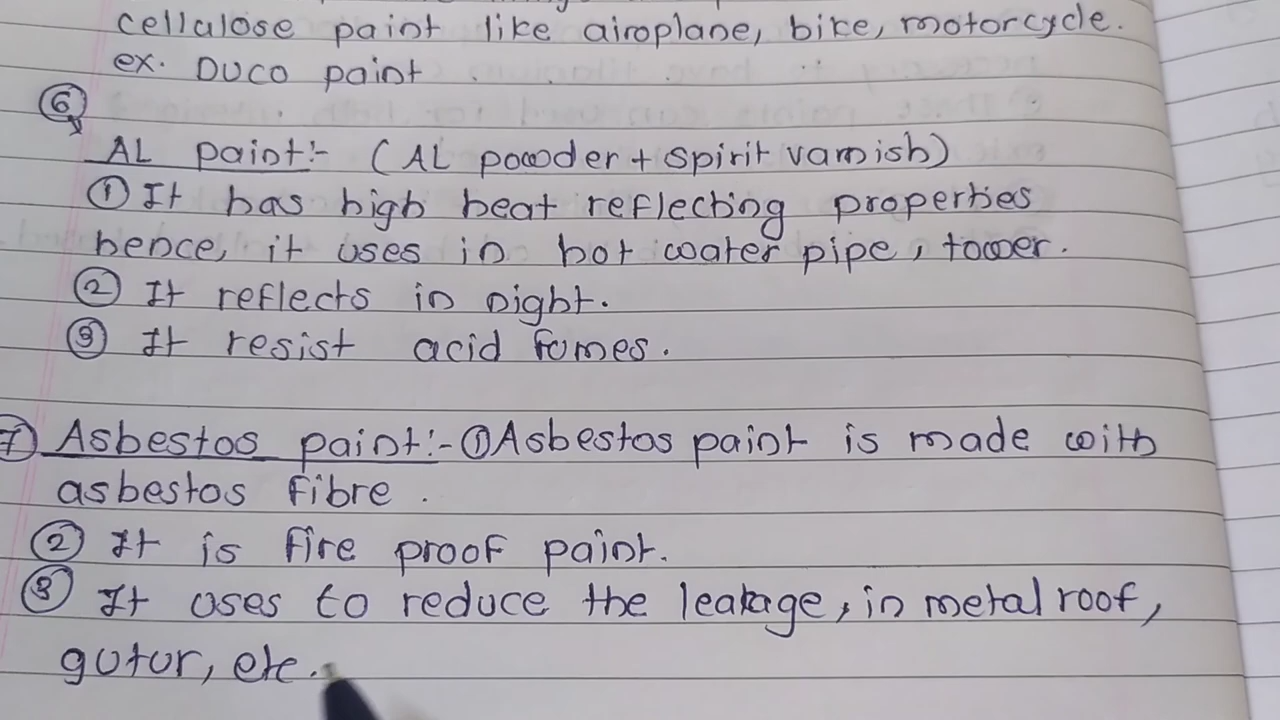 cellulose paint like airoplane, bike, motorcycle.
ex. DUCO paint
⑥
AL paint:- (AL powder + spirit varnish)
① It has high heat reflecting properties
hence, it uses in hot water pipe, tower.
② It reflects in night.
③ It resist acid fumes.
⑦ Asbestos paint:- ① Asbestos paint is made with
asbestos fibre.
② It is fire proof paint.
③ It uses to reduce the leakage, in metal roof,
gutur, etc.